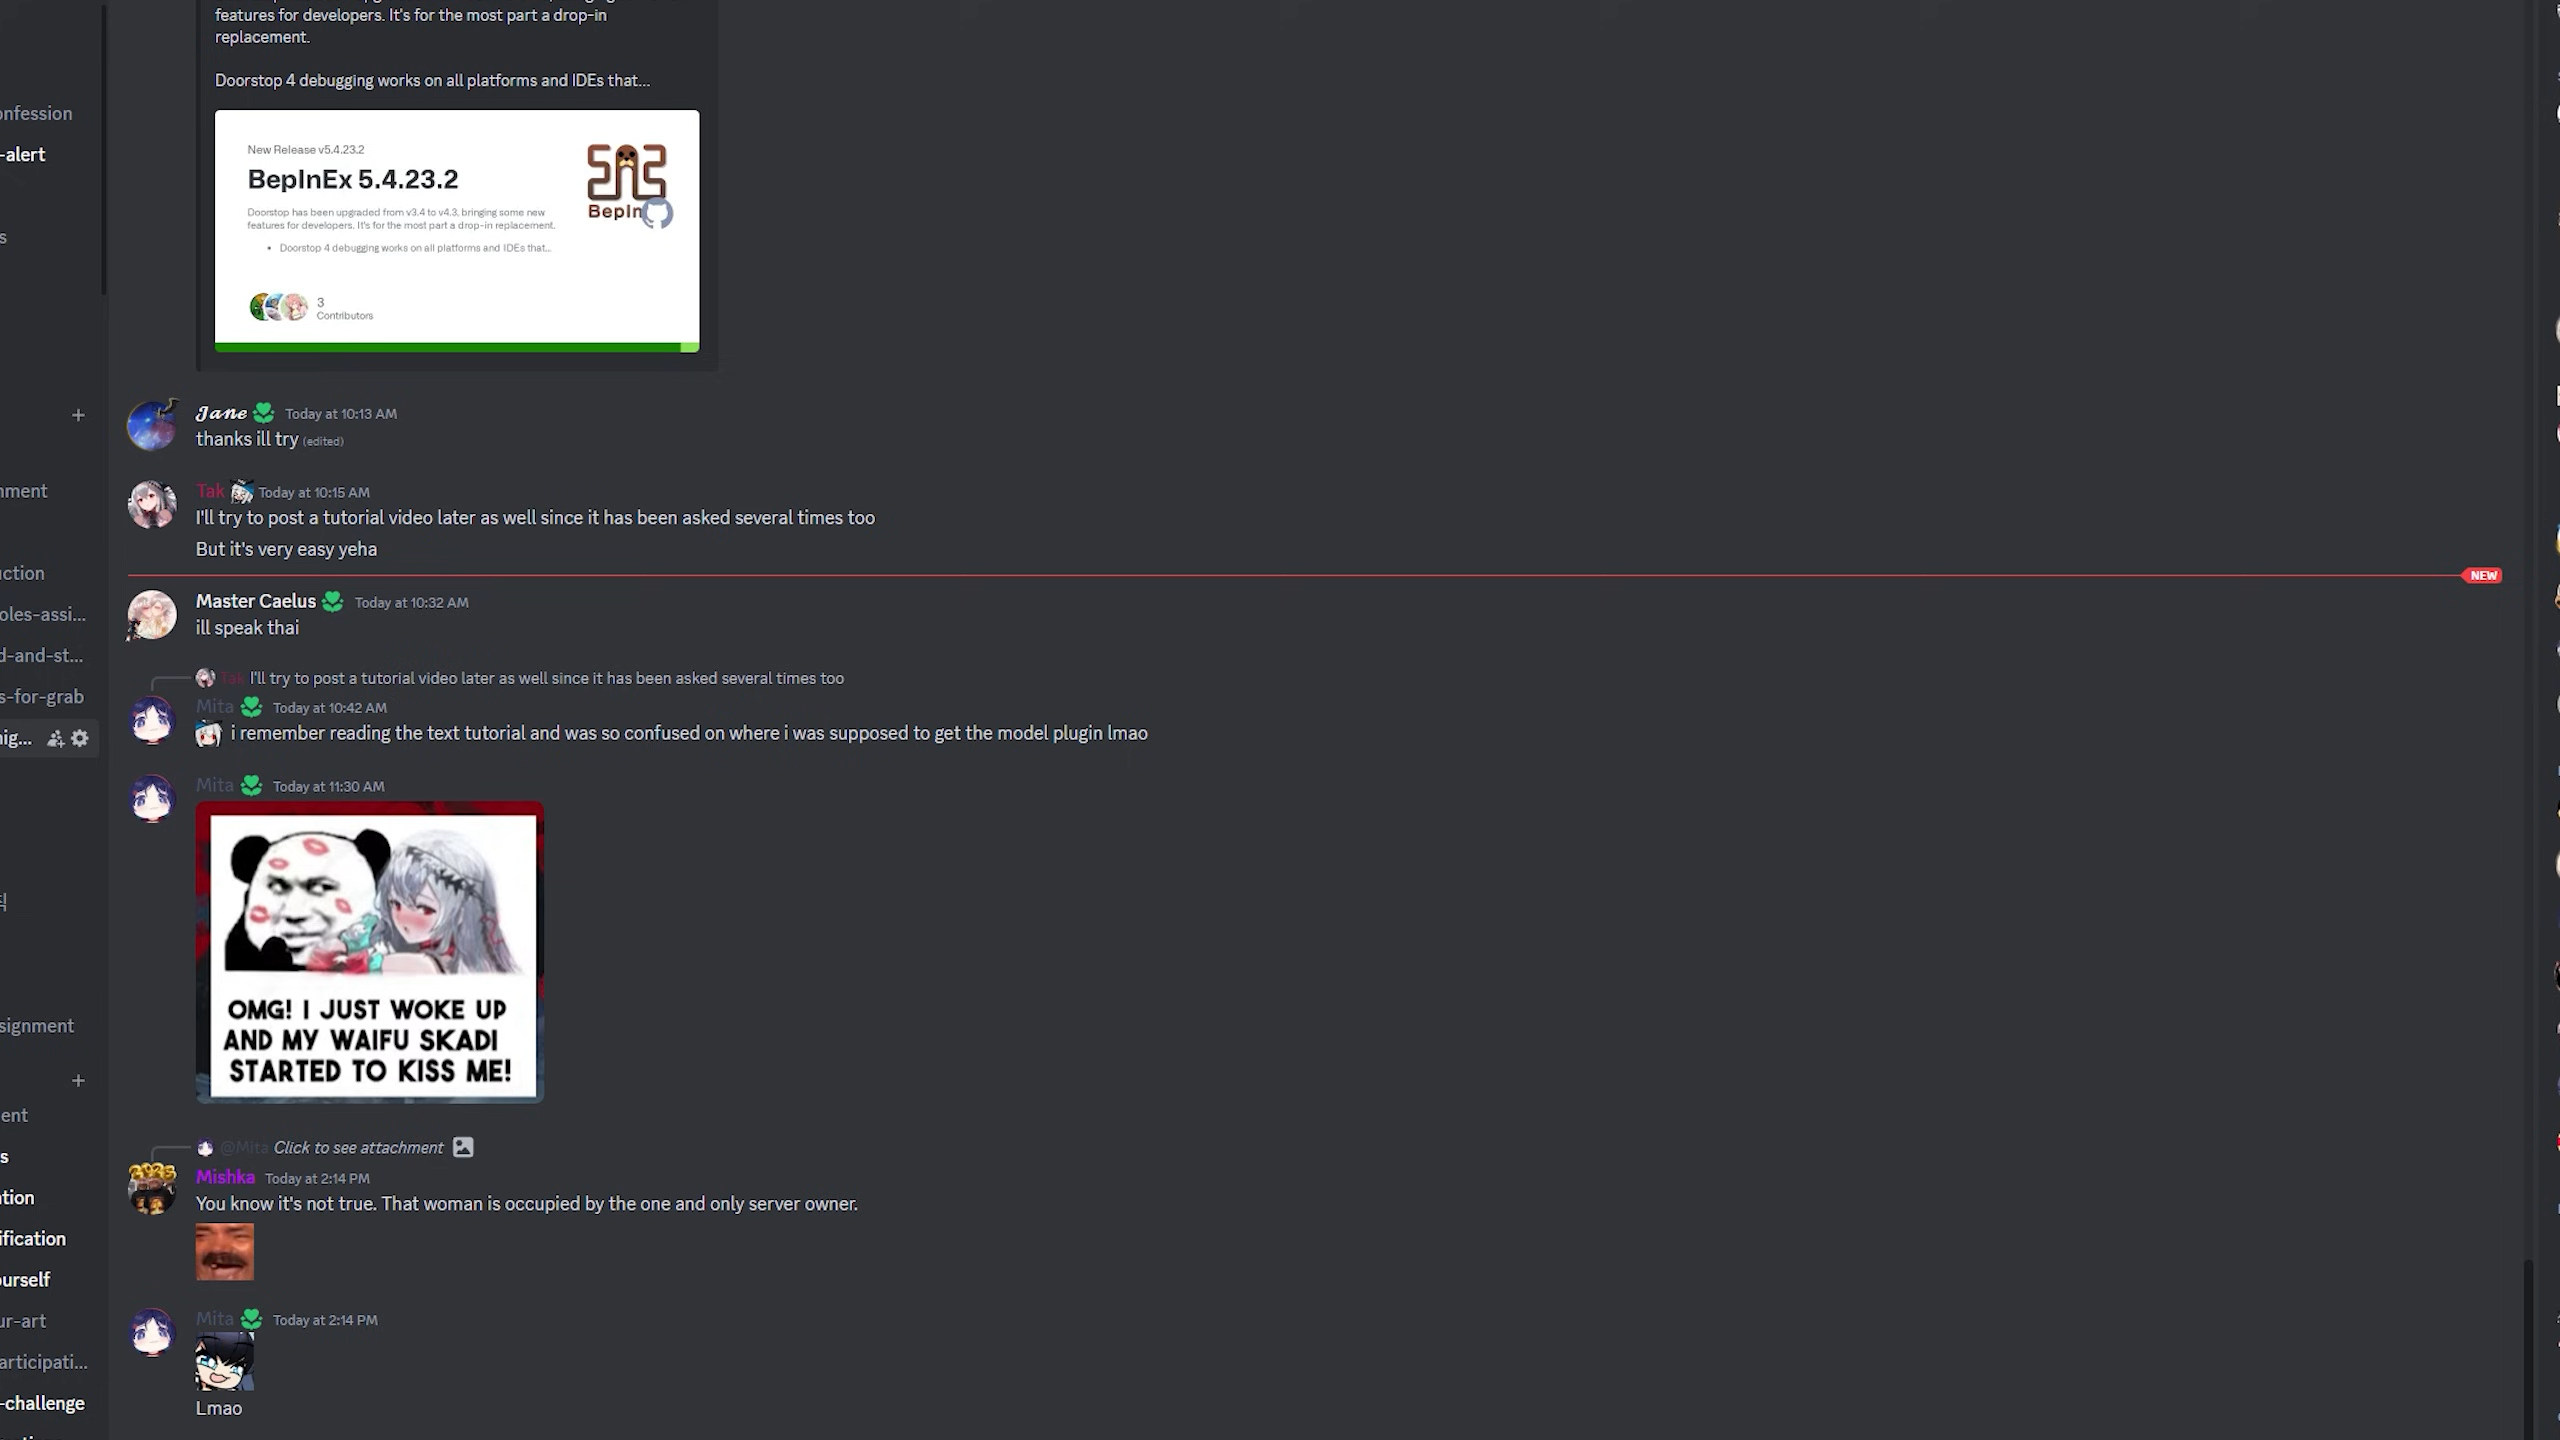 features for developers. It's for the most part a drop-in
replacement.
Doorstop 4 debugging works on all platforms and IDEs that...
New Release v5.4.23.2
BepInEx 5.4.23.2
Doorstop has been upgraded from v3.4 to v4.3, bringing some new
features for developers. It's for the most part a drop-in replacement.
• Doorstop 4 debugging works on all platforms and IDEs that...
BepIn
3
Contributors
onfession
-alert
s
nment
ction
oles-assi...
d-and-st...
s-for-grab
nig...
signment
ent
s
tion
ification
ourself
ur-art
articipati...
-challenge
𝓙𝓪𝓷𝓮 Today at 10:13 AM
thanks ill try (edited)
Tak Today at 10:15 AM
I'll try to post a tutorial video later as well since it has been asked several times too
But it's very easy yeha
NEW
Master Caelus Today at 10:32 AM
ill speak thai
Tak I'll try to post a tutorial video later as well since it has been asked several times too
Mita Today at 10:42 AM
i remember reading the text tutorial and was so confused on where i was supposed to get the model plugin lmao
Mita Today at 11:30 AM
OMG! I JUST WOKE UP
AND MY WAIFU SKADI
STARTED TO KISS ME!
@Mita Click to see attachment
Mishka Today at 2:14 PM
You know it's not true. That woman is occupied by the one and only server owner.
Mita Today at 2:14 PM
Lmao